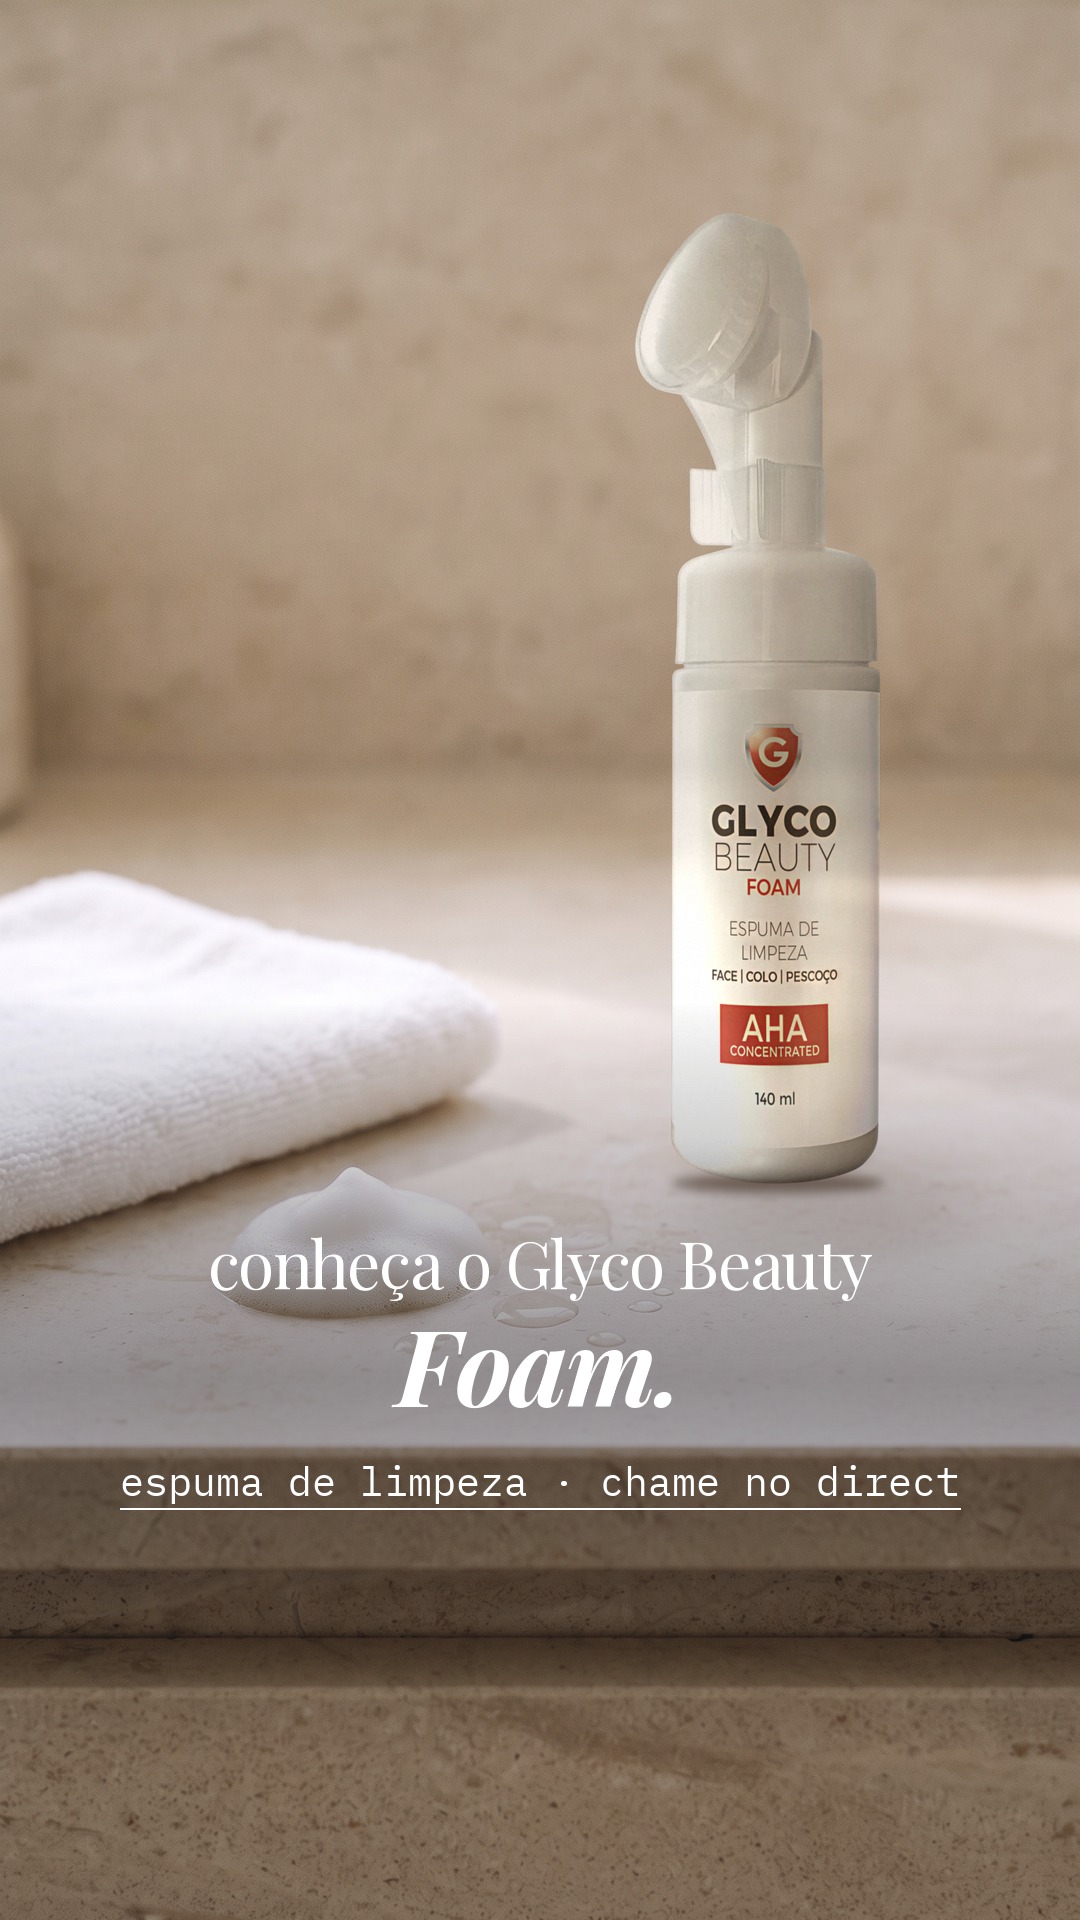 G
GLYCO
BEAUTY
FOAM
ESPUMA DE
LIMPEZA
FACE | COLO | PESCOÇO
AHA
CONCENTRATED
140 ml
conheça o Glyco Beauty
Foam.
espuma de limpeza · chame no direct